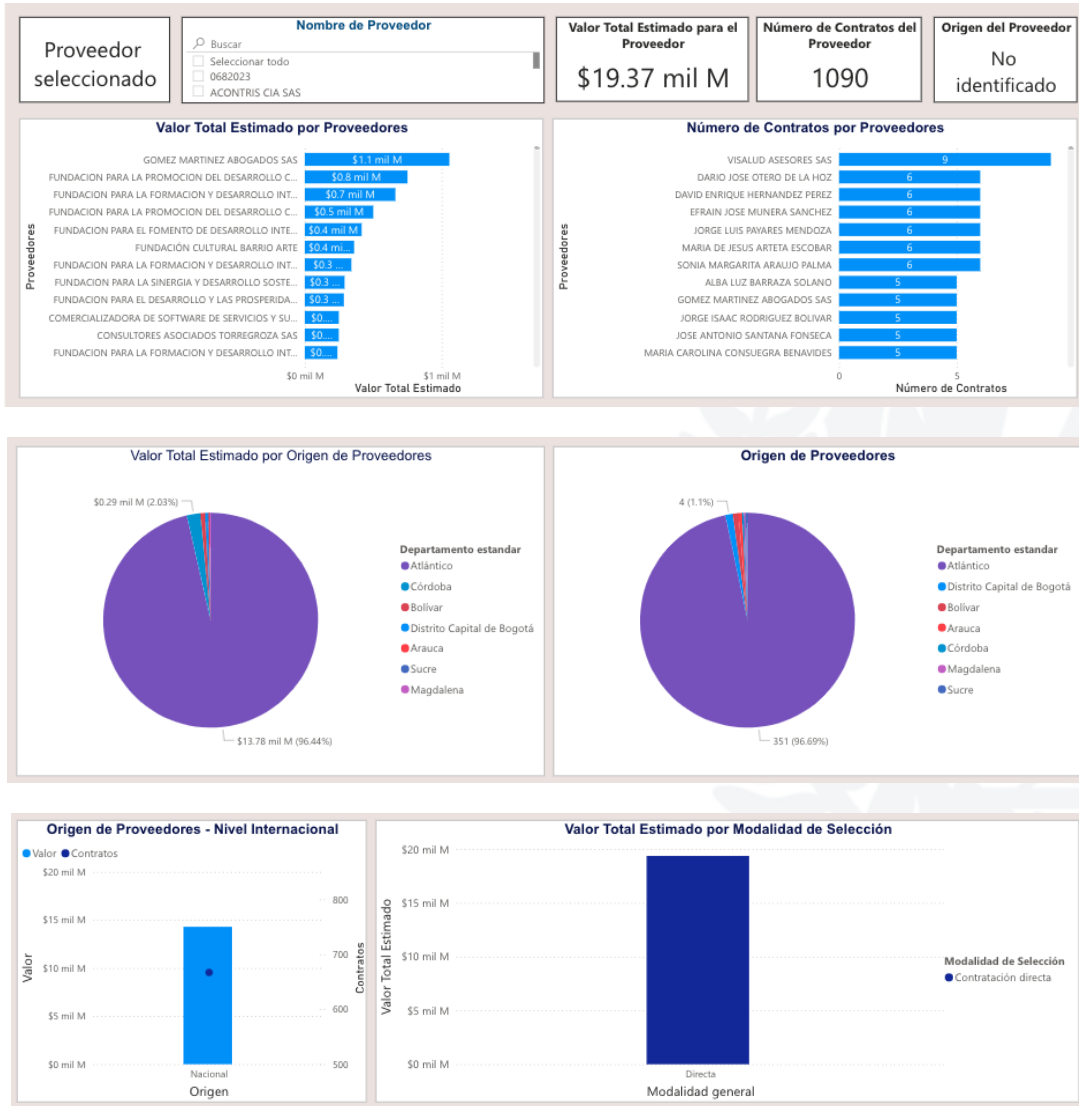 Proveedor
seleccionado
Nombre de Proveedor
Buscar
Seleccionar todo
0682023
ACONTRIS CIA SAS
Valor Total Estimado para el
Proveedor
$19.37 mil M
Número de Contratos del
Proveedor
1090
Origen del Proveedor
No
identificado
Valor Total Estimado por Proveedores
Proveedores
GOMEZ MARTINEZ ABOGADOS SAS $1.1 mil M
FUNDACION PARA LA PROMOCION DEL DESARROLLO C... $0.8 mil M
FUNDACION PARA LA FORMACION Y DESARROLLO INT... $0.7 mil M
FUNDACION PARA LA PROMOCION DEL DESARROLLO C... $0.5 mil M
FUNDACION PARA EL FOMENTO DE DESARROLLO INTE... $0.4 mil M
FUNDACIÓN CULTURAL BARRIO ARTE $0.4 mi...
FUNDACION PARA LA FORMACION Y DESARROLLO INT... $0.3 ...
FUNDACION PARA LA SINERGIA Y DESARROLLO SOSTE... $0.3 ...
FUNDACION PARA EL DESARROLLO Y LAS PROSPERIDA... $0.3 ...
COMERCIALIZADORA DE SOFTWARE DE SERVICIOS Y SU... $0....
CONSULTORES ASOCIADOS TORREGROZA SAS $0....
FUNDACION PARA LA FORMACION Y DESARROLLO INT... $0....
$0 mil M $1 mil M
Valor Total Estimado
Número de Contratos por Proveedores
Proveedores
VISALUD ASESORES SAS 9
DARIO JOSE OTERO DE LA HOZ 6
DAVID ENRIQUE HERNANDEZ PEREZ 6
EFRAIN JOSE MUNERA SANCHEZ 6
JORGE LUIS PAYARES MENDOZA 6
MARIA DE JESUS ARTETA ESCOBAR 6
SONIA MARGARITA ARAUJO PALMA 6
ALBA LUZ BARRAZA SOLANO 5
GOMEZ MARTINEZ ABOGADOS SAS 5
JORGE ISAAC RODRIGUEZ BOLIVAR 5
JOSE ANTONIO SANTANA FONSECA 5
MARIA CAROLINA CONSUEGRA BENAVIDES 5
0 5
Número de Contratos
Valor Total Estimado por Origen de Proveedores
$0.29 mil M (2.03%)
$13.78 mil M (96.44%)
Departamento estandar
Atlántico
Córdoba
Bolívar
Distrito Capital de Bogotá
Arauca
Sucre
Magdalena
Origen de Proveedores
4 (1.1%)
351 (96.69%)
Departamento estandar
Atlántico
Distrito Capital de Bogotá
Bolívar
Arauca
Córdoba
Magdalena
Sucre
Origen de Proveedores - Nivel Internacional
Valor Contratos
$20 mil M
$15 mil M
$10 mil M
$5 mil M
$0 mil M
Valor
800
700
600
500
Contratos
Nacional
Origen
Valor Total Estimado por Modalidad de Selección
Valor Total Estimado
$20 mil M
$15 mil M
$10 mil M
$5 mil M
$0 mil M
Directa
Modalidad general
Modalidad de Selección
Contratación directa